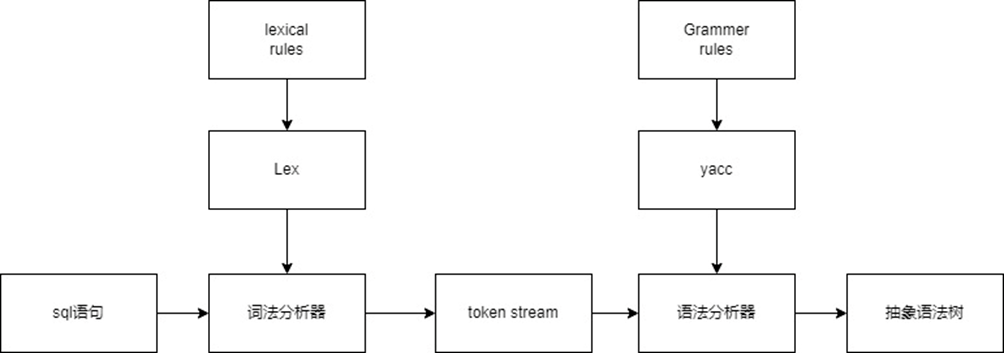 lexical
rules
Grammer
rules
Lex
yacc
sql语句
词法分析器
token stream
语法分析器
抽象语法树